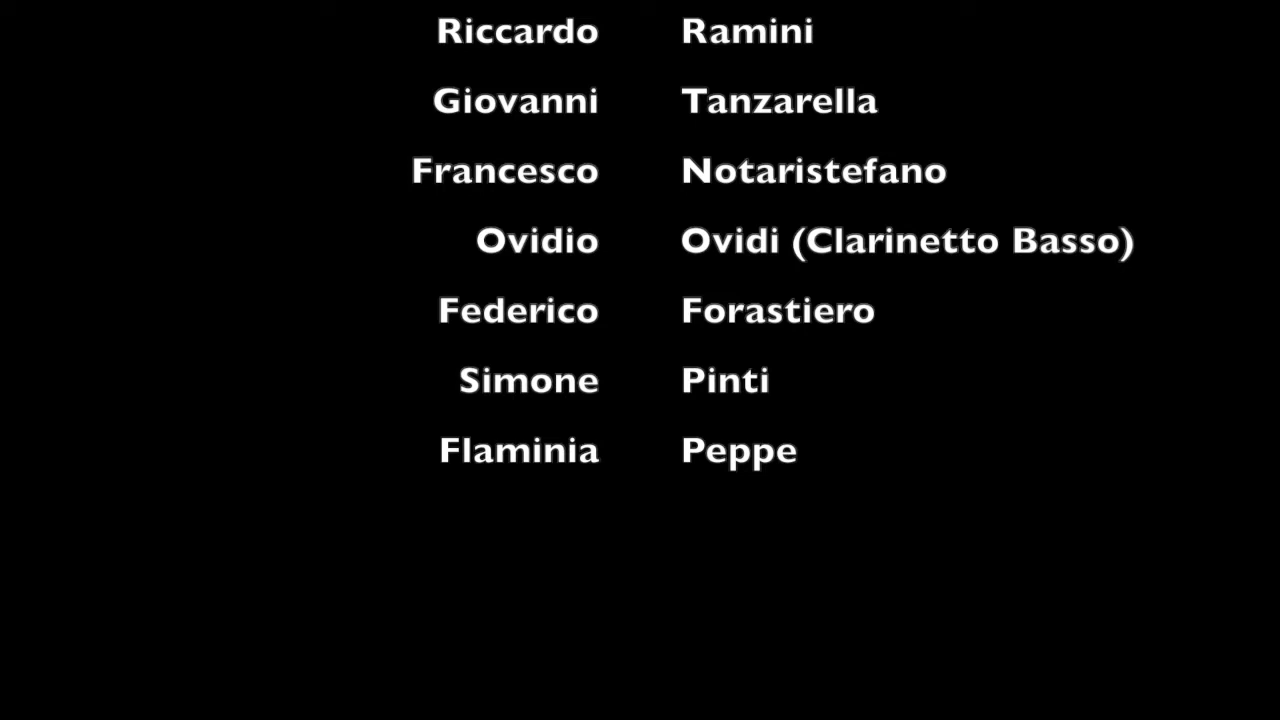 Riccardo Ramini
Giovanni Tanzarella
Francesco Notaristefano
Ovidio Ovidi (Clarinetto Basso)
Federico Forastiero
Simone Pinti
Flaminia Peppe